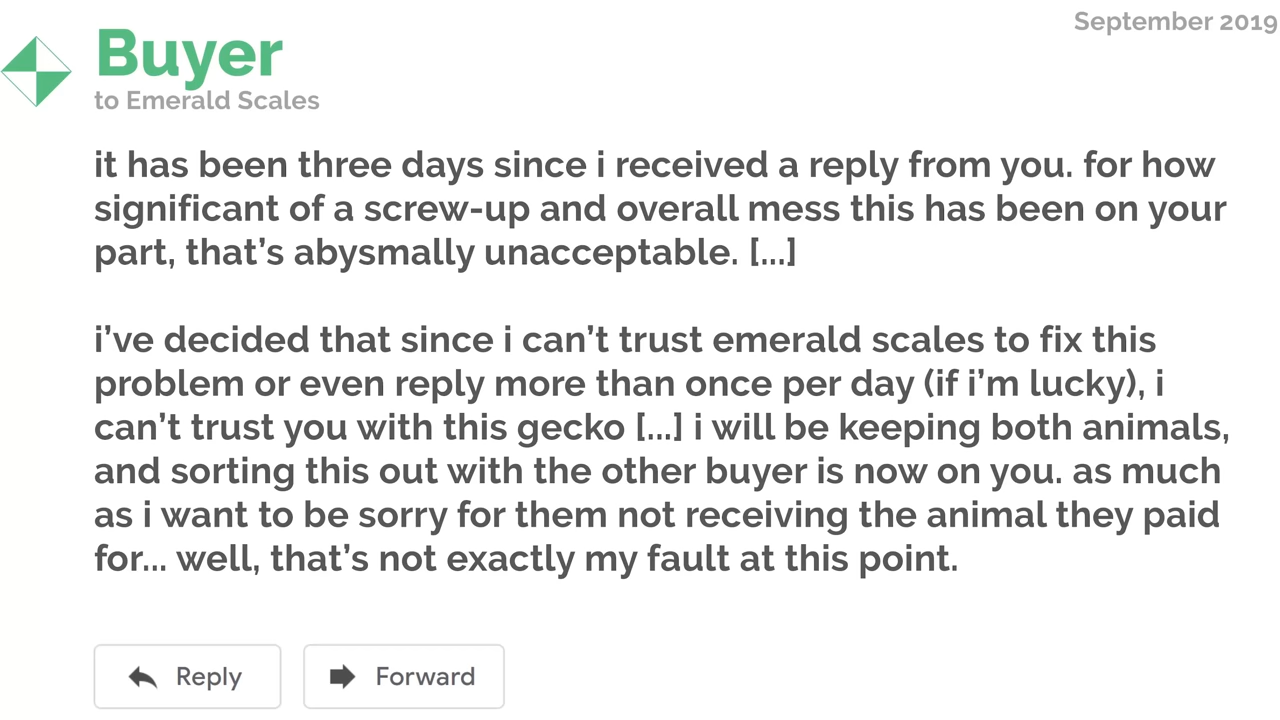 September 2019
Buyer
to Emerald Scales
it has been three days since i received a reply from you. for how
significant of a screw-up and overall mess this has been on your
part, that’s abysmally unacceptable. [...]
i’ve decided that since i can’t trust emerald scales to fix this
problem or even reply more than once per day (if i’m lucky), i
can’t trust you with this gecko [...] i will be keeping both animals,
and sorting this out with the other buyer is now on you. as much
as i want to be sorry for them not receiving the animal they paid
for... well, that’s not exactly my fault at this point.
Reply
Forward